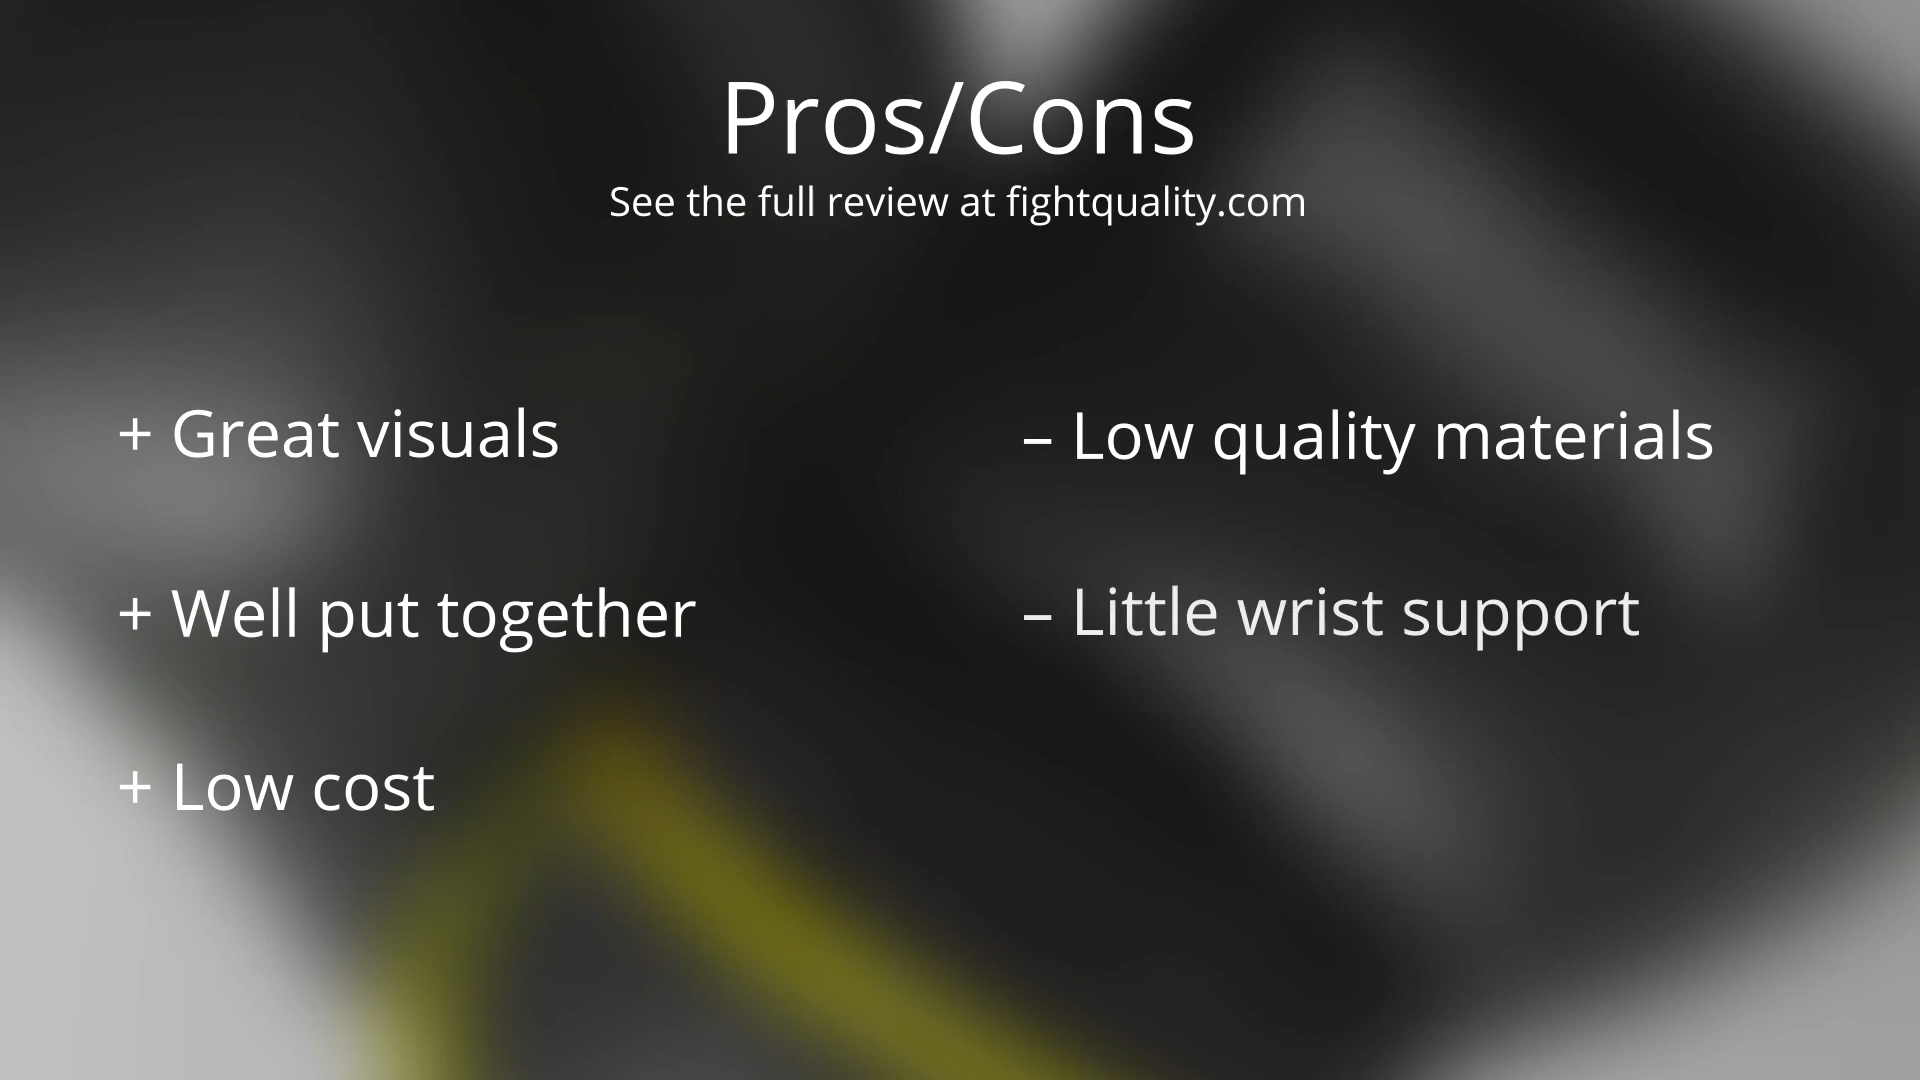 Pros/Cons
See the full review at fightquality.com
+ Great visuals
+ Well put together
+ Low cost
– Low quality materials
– Little wrist support